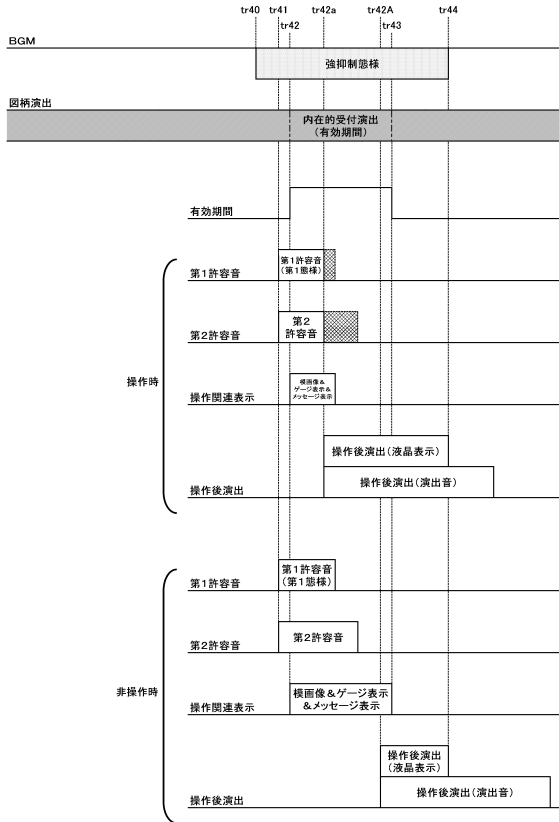 tr40 tr41 tr42a tr42A tr44
tr42 tr43
BGM
強抑制態様
図柄演出
内在的受付演出
(有効期間)
有効期間
操作時
第1許容音
第1許容音
(第1態様)
第2許容音
第2
許容音
操作関連表示
模画像&
ゲージ表示&
メッセージ表示
操作後演出(液晶表示)
操作後演出(演出音)
操作後演出
非操作時
第1許容音
第1許容音
(第1態様)
第2許容音
第2許容音
操作関連表示
模画像&ゲージ表示
&メッセージ表示
操作後演出
(液晶表示)
操作後演出(演出音)
操作後演出